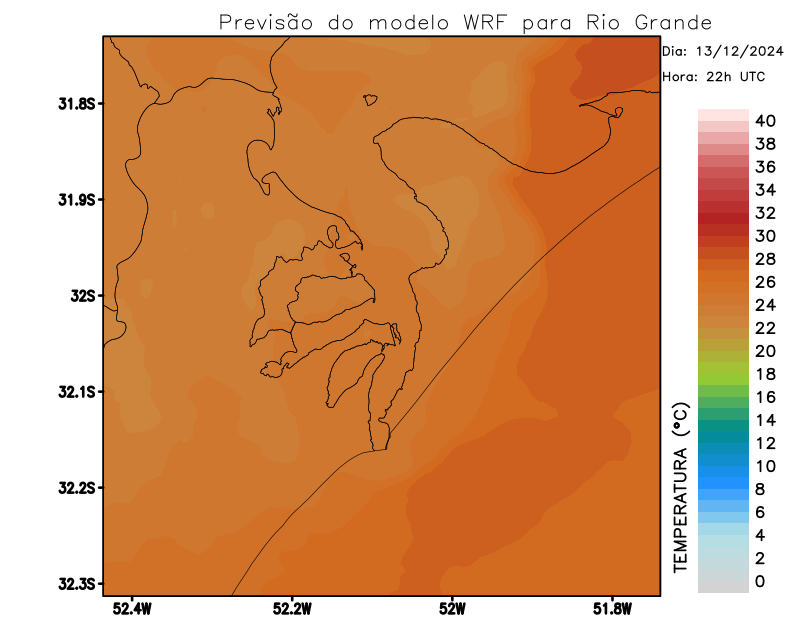 Previsão do modelo WRF para Rio Grande
Dia: 13/12/2024
Hora: 22h UTC
31.8S
31.9S
32S
32.1S
32.2S
32.3S
52.4W
52.2W
52W
51.8W
TEMPERATURA (°C)
40
38
36
34
32
30
28
26
24
22
20
18
16
14
12
10
8
6
4
2
0